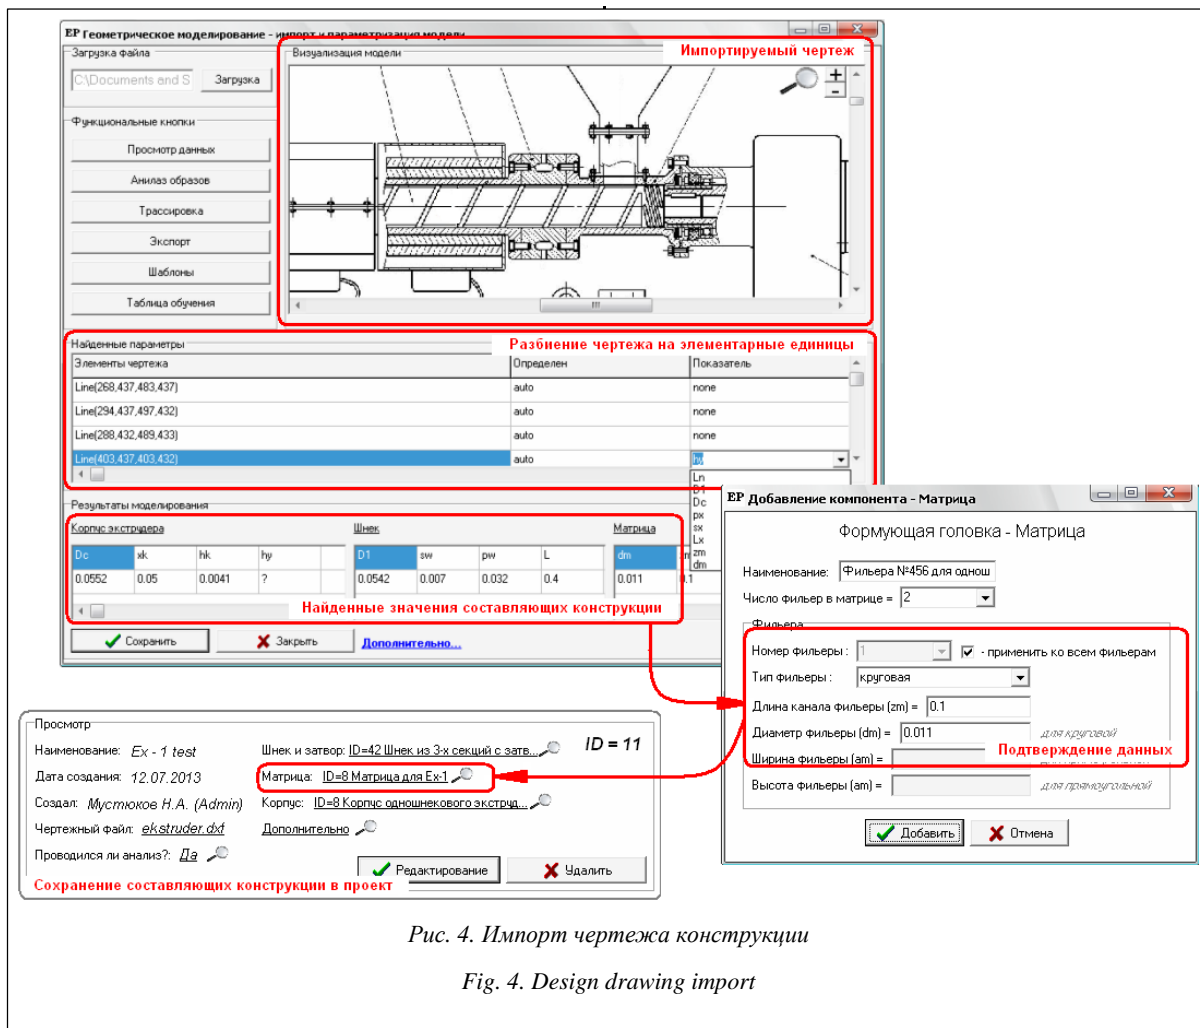 EP Геометрическое моделирование - импорт и параметризация модели
Загрузка файла
C:\Documents and S
Загрузка
Функциональные кнопки
Просмотр данных
Анилаз образов
Трассировка
Экспорт
Шаблоны
Таблица обучения
Визуализация модели
Импортируемый чертеж
+
-
Найденные параметры
Разбиение чертежа на элементарные единицы
Элементы чертежа Определен Показатель
Line(268,437,483,437) auto none
Line(294,437,497,432) auto none
Line(288,432,489,433) auto none
Line(403,437,403,432) auto hy
Ln
D1
Dc
px
sx
Lx
zm
dm
Результаты моделирования
Корпус экструдера Шнек Матрица
Dc xk hk hy D1 sw pw L dm
0.0552 0.05 0.0041 ? 0.0542 0.007 0.032 0.4 0.011
Найденные значения составляющих конструкции
Сохранить
Закрыть
Дополнительно...
EP Добавление компонента - Матрица
Формующая головка - Матрица
Наименование: Фильера №456 для однош
Число фильер в матрице = 2
Фильера
Номер фильеры : 1 - применить ко всем фильерам
Тип фильеры : круговая
Длина канала фильеры (zm) = 0.1
Диаметр фильеры (dm) = 0.011 для круговой
Подтверждение данных
Ширина фильеры (am) =
Высота фильеры (am) = для прямоугольной
Добавить
Отмена
Просмотр
Наименование: Ex - 1 test Шнек и затвор: ID=42 Шнек из 3-х секций с затв... ID = 11
Дата создания: 12.07.2013 Матрица: ID=8 Матрица для Ex-1
Создал: Мустюков Н.А. (Admin) Корпус: ID=8 Корпус одношнекового экструд...
Чертежный файл: ekstruder.dxf Дополнительно
Проводился ли анализ?: Да
Редактирование
Удалить
Сохранение составляющих конструкции в проект
Рис. 4. Импорт чертежа конструкции
Fig. 4. Design drawing import